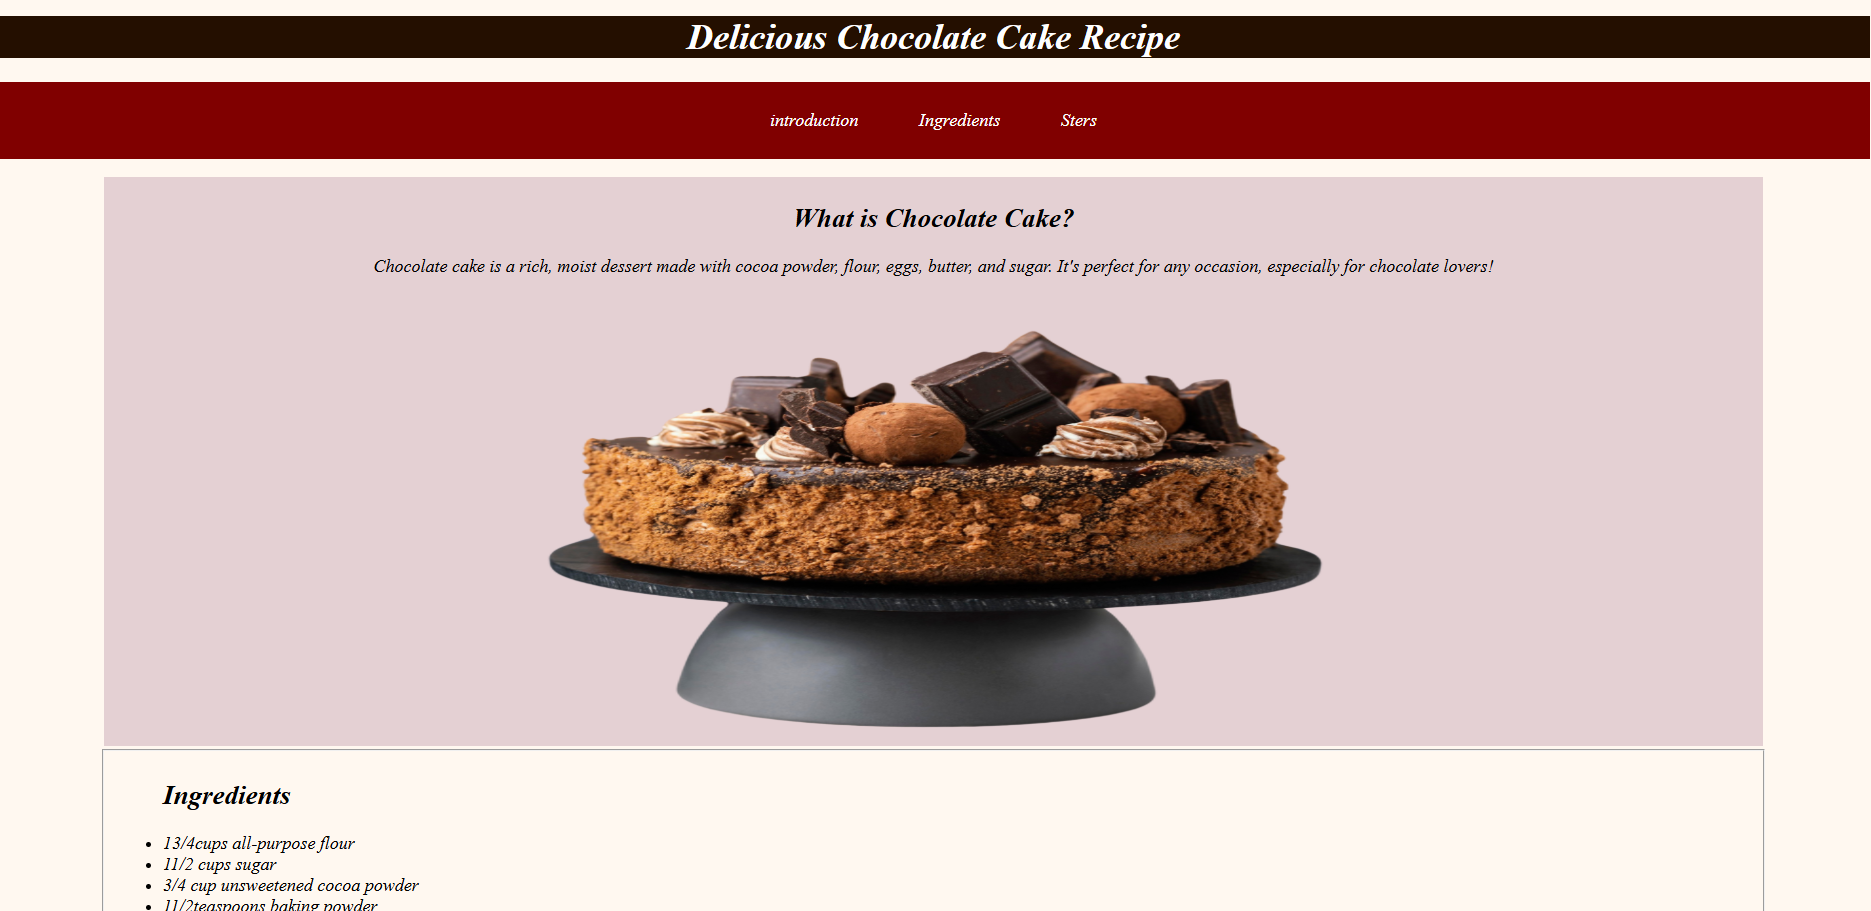 Delicious Chocolate Cake Recipe
introduction Ingredients Sters
What is Chocolate Cake?
Chocolate cake is a rich, moist dessert made with cocoa powder, flour, eggs, butter, and sugar. It's perfect for any occasion, especially for chocolate lovers!
Ingredients
• 13/4cups all-purpose flour
• 11/2 cups sugar
• 3/4 cup unsweetened cocoa powder
• 11/2teaspoons baking powder